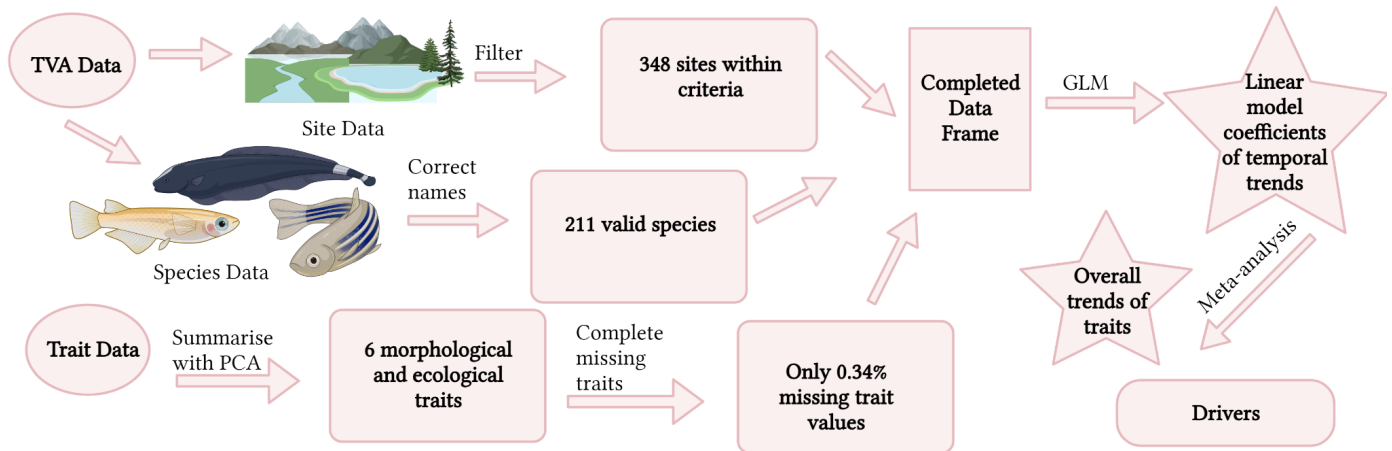 TVA Data
Site Data
Filter
348 sites within
criteria
Completed
Data
Frame
GLM
Linear
model
coefficients
of temporal
trends
Species Data
Correct
names
211 valid species
Meta-analysis
Overall
trends of
traits
Drivers
Trait Data
Summarise
with PCA
6 morphological
and ecological
traits
Complete
missing
traits
Only 0.34%
missing trait
values